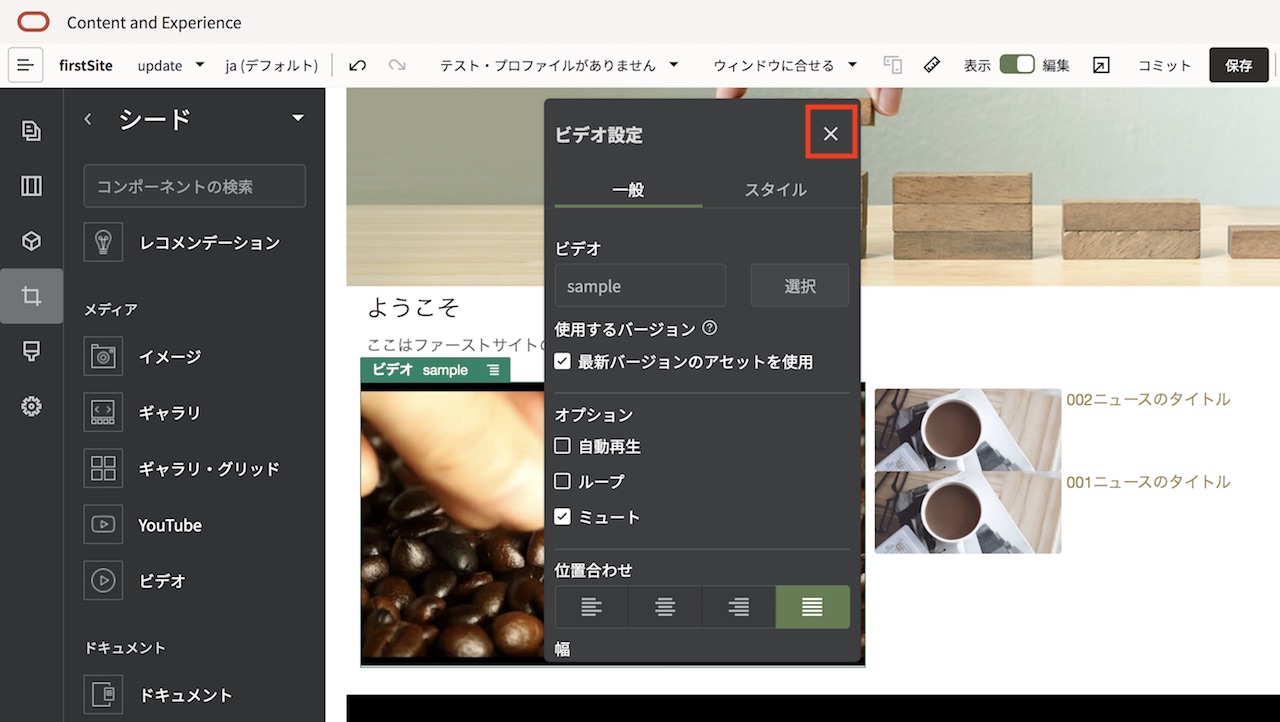 Content and Experience
firstSite update ja (デフォルト) テスト・プロファイルがありません ウィンドウに合せる 表示 編集 コミット 保存
シード
コンポーネントの検索
レコメンデーション
メディア
イメージ
ギャラリ
ギャラリ・グリッド
YouTube
ビデオ
ドキュメント
ドキュメント
ようこそ
ここはファーストサイトの
ビデオ sample
ビデオ設定
一般 スタイル
ビデオ
sample 選択
使用するバージョン
最新バージョンのアセットを使用
オプション
自動再生
ループ
ミュート
位置合わせ
幅
002ニュースのタイトル
001ニュースのタイトル